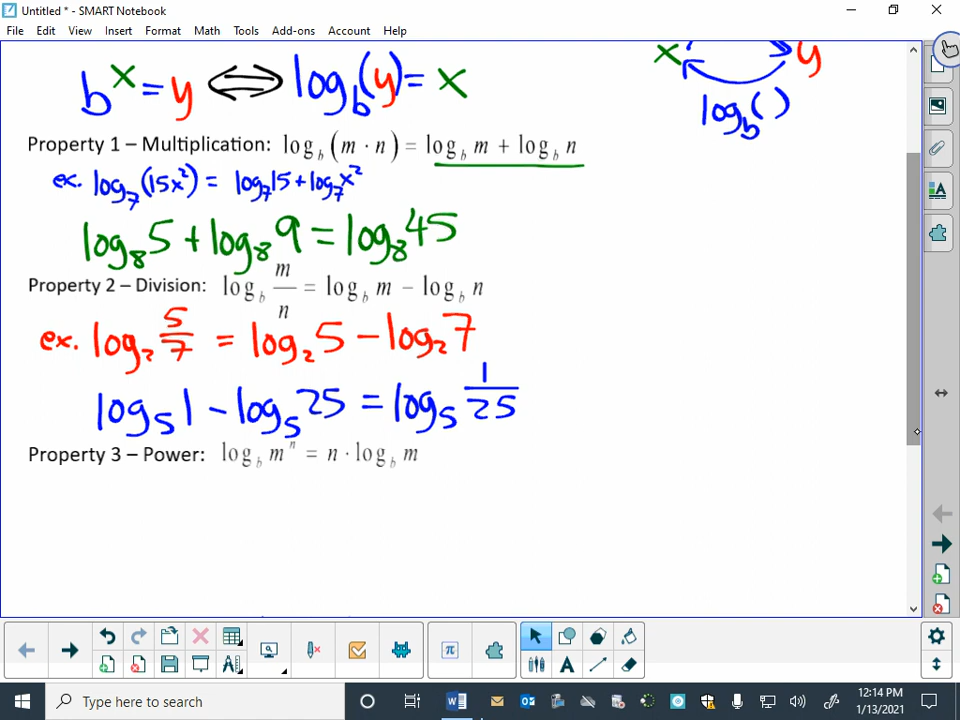 Untitled * - SMART Notebook
File Edit View Insert Format Math Tools Add-ons Account Help
b^x = y ⟺ log_b(y) = x
x y
log_b( )
Property 1 – Multiplication: log_b (m · n) = log_b m + log_b n
ex. log_7(15x^2) = log_7 15 + log_7 x^2
log_8 5 + log_8 9 = log_8 45
Property 2 – Division: log_b m/n = log_b m − log_b n
ex. log_2 5/7 = log_2 5 − log_2 7
log_5 1 − log_5 25 = log_5 1/25
Property 3 – Power: log_b m^n = n · log_b m
Type here to search
12:14 PM
1/13/2021